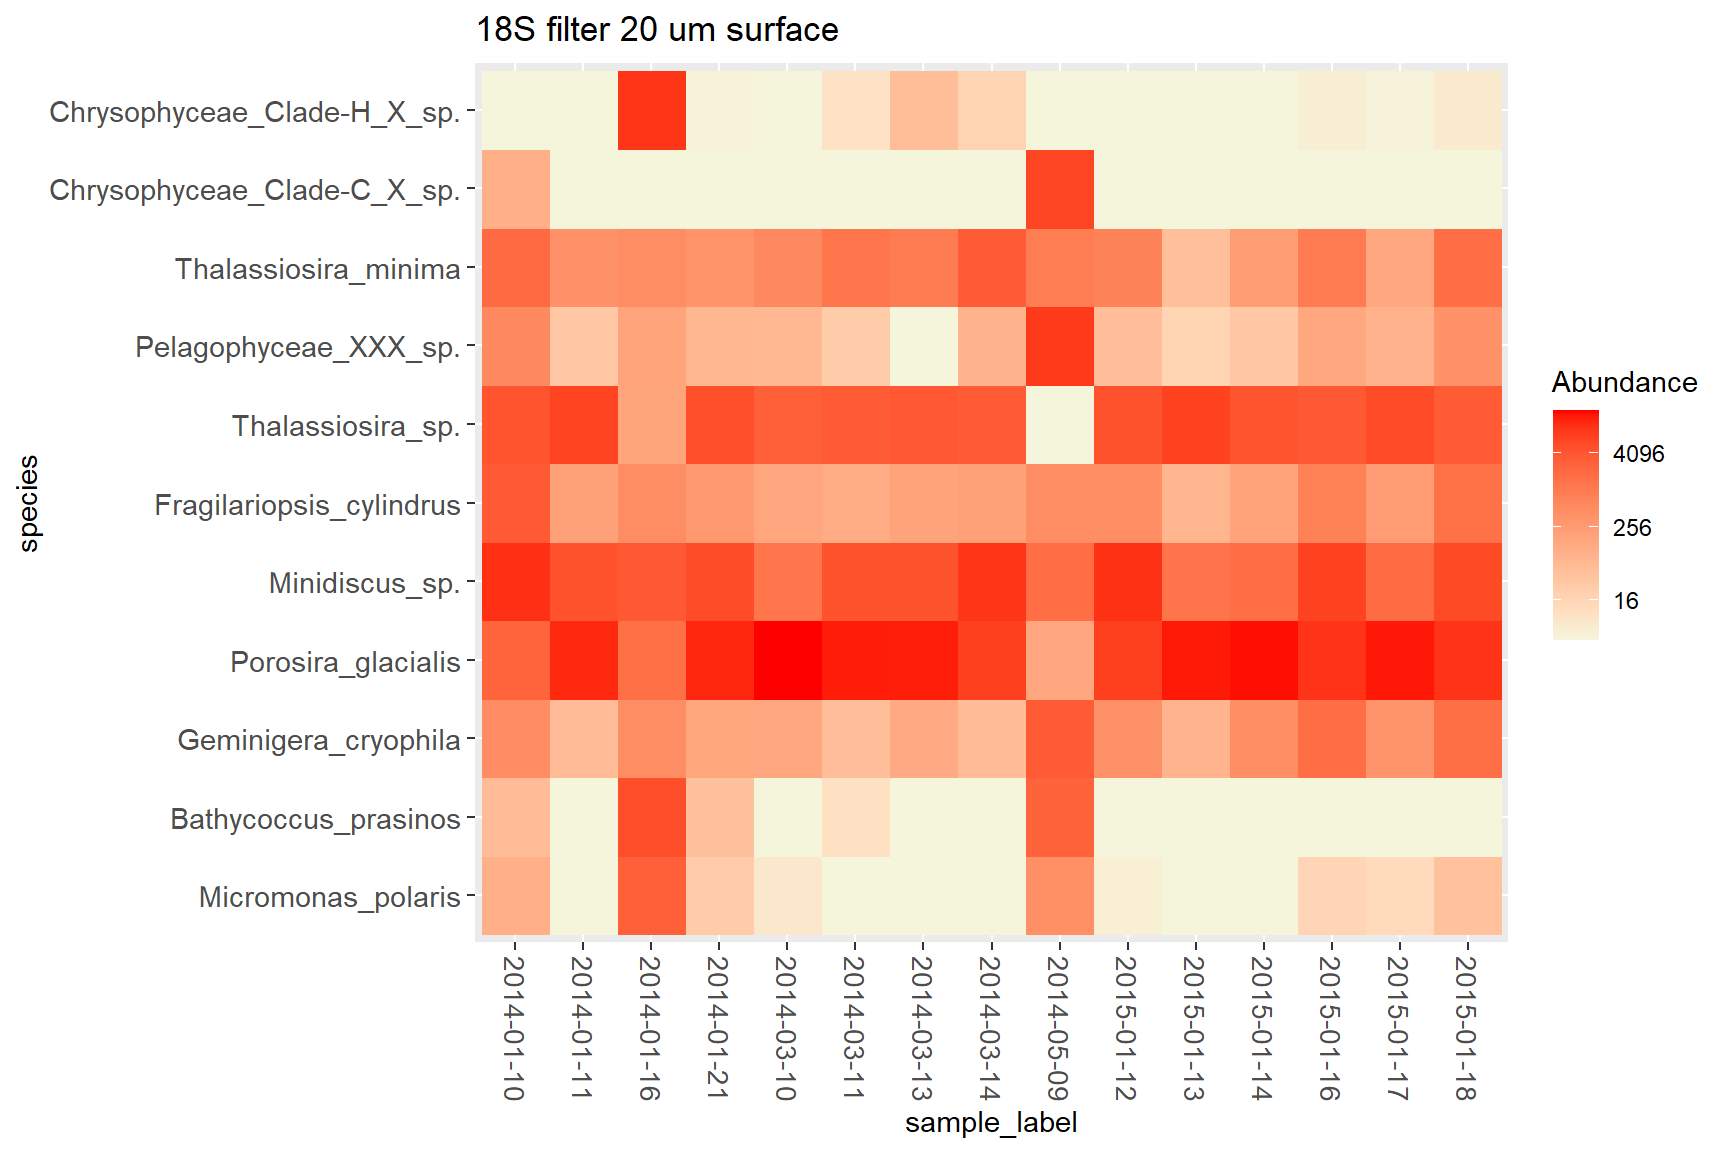 18S filter 20 um surface
species
Chrysophyceae_Clade-H_X_sp.
Chrysophyceae_Clade-C_X_sp.
Thalassiosira_minima
Pelagophyceae_XXX_sp.
Thalassiosira_sp.
Fragilariopsis_cylindrus
Minidiscus_sp.
Porosira_glacialis
Geminigera_cryophila
Bathycoccus_prasinos
Micromonas_polaris
2014-01-10
2014-01-11
2014-01-16
2014-01-21
2014-03-10
2014-03-11
2014-03-13
2014-03-14
2014-05-09
2015-01-12
2015-01-13
2015-01-14
2015-01-16
2015-01-17
2015-01-18
sample_label
Abundance
4096
256
16